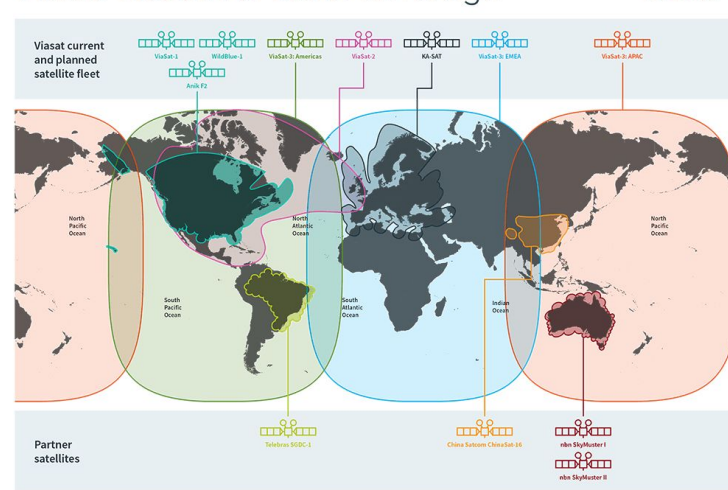 Viasat current
and planned
satellite fleet
ViaSat-1
WildBlue-1
Anik F2
ViaSat-3: Americas
ViaSat-2
KA-SAT
ViaSat-3: EMEA
ViaSat-3: APAC
North
Pacific
Ocean
North
Atlantic
Ocean
North
Pacific
Ocean
South
Pacific
Ocean
South
Atlantic
Ocean
Indian
Ocean
Partner
satellites
Telebras SGDC-1
China Satcom ChinaSat-16
nbn SkyMuster I
nbn SkyMuster II